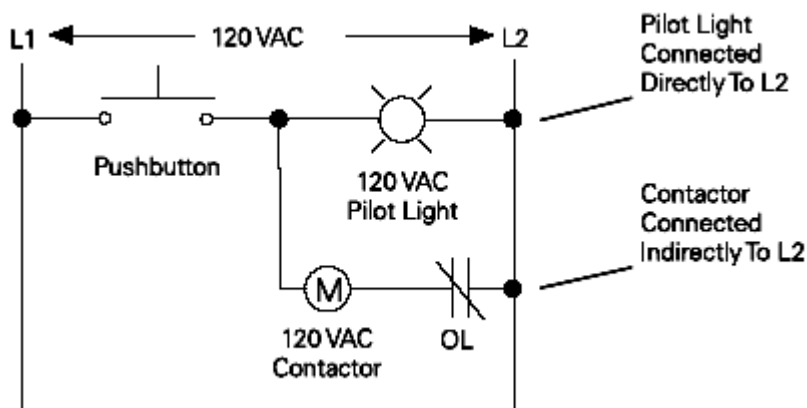 L1
120 VAC
L2
Pilot Light
Connected
Directly To L2
Pushbutton
120 VAC
Pilot Light
Contactor
Connected
Indirectly To L2
M
OL
120 VAC
Contactor